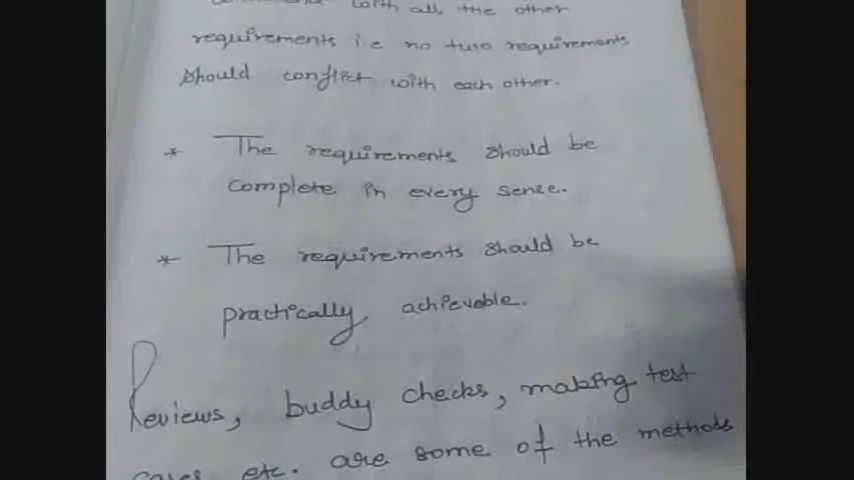 with all the other
requirements i.e no two requirements
should conflict with each other.
* The requirements should be
complete in every sense.
* The requirements should be
practically achievable.
Reviews, buddy checks, making test
cases etc. are some of the methods